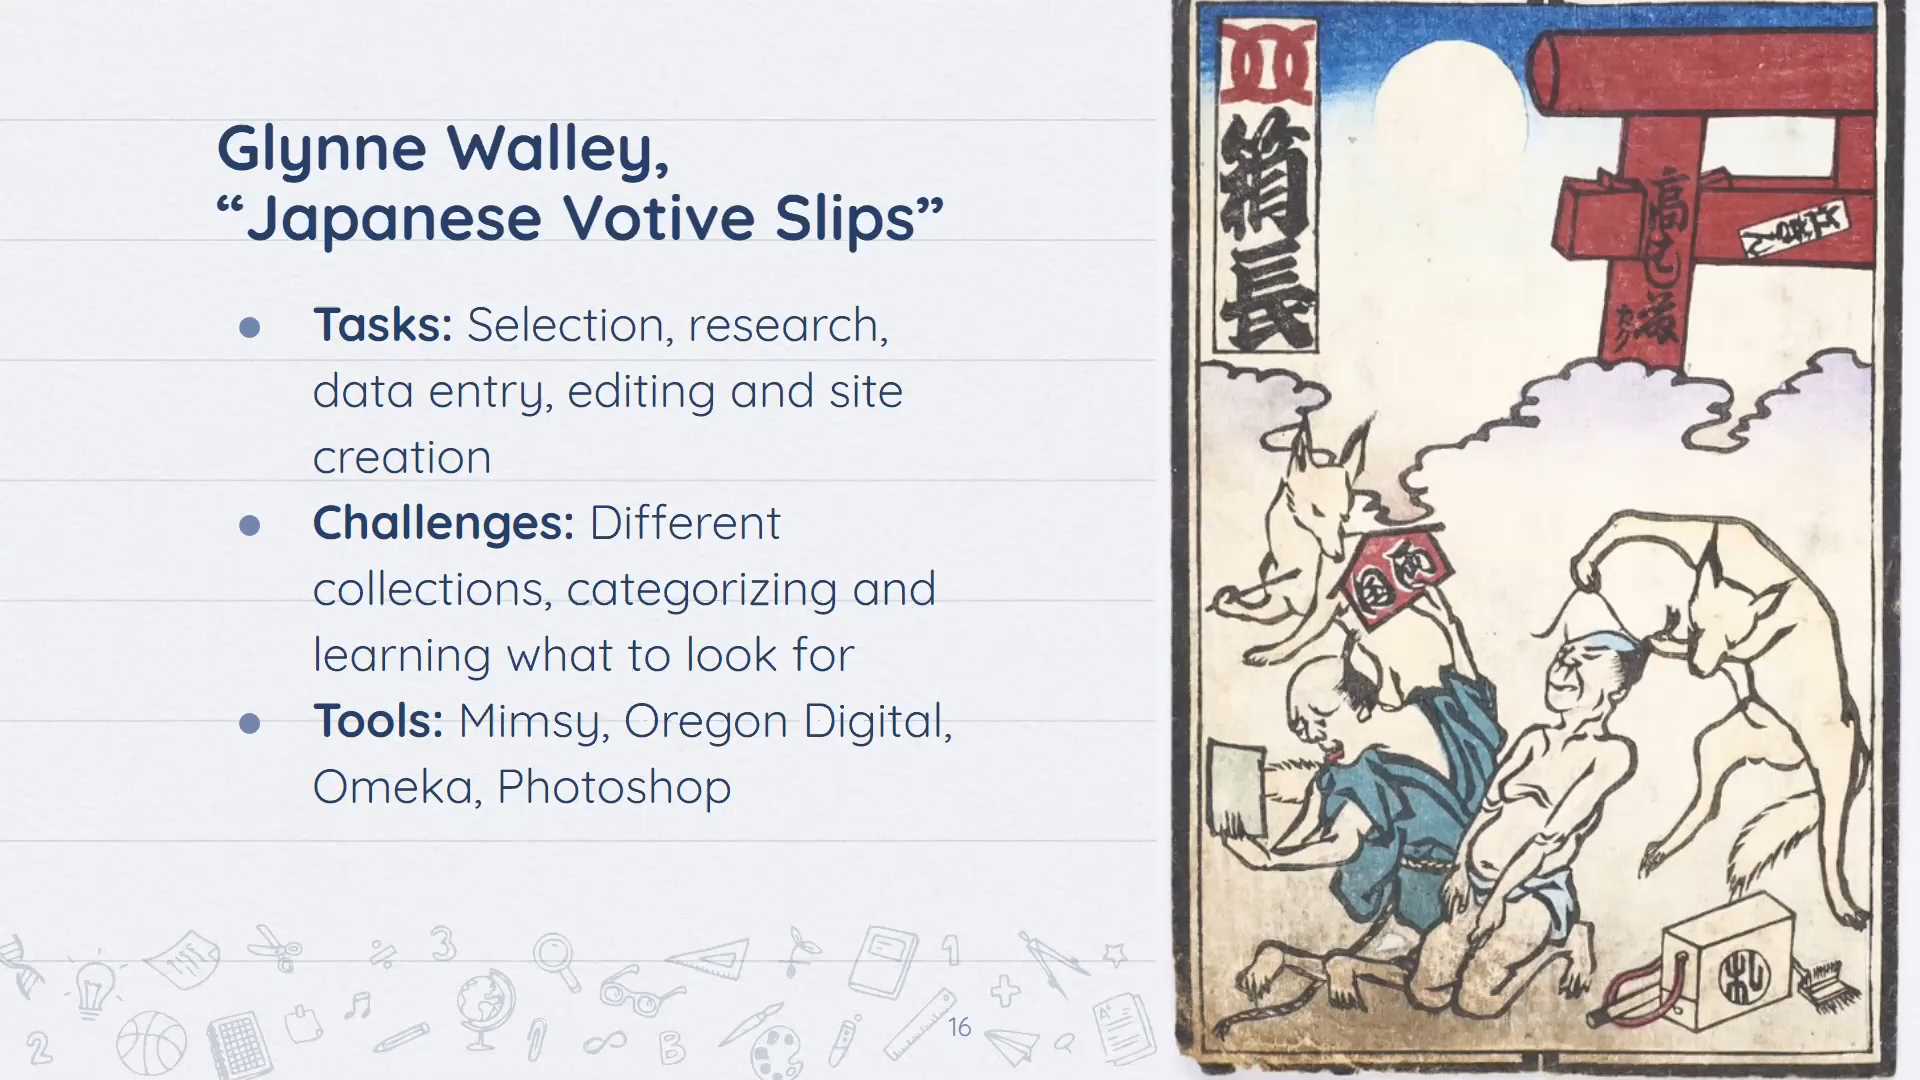 Glynne Walley,
“Japanese Votive Slips”
● Tasks: Selection, research,
data entry, editing and site
creation
● Challenges: Different
collections, categorizing and
learning what to look for
● Tools: Mimsy, Oregon Digital,
Omeka, Photoshop
16
箱長
札